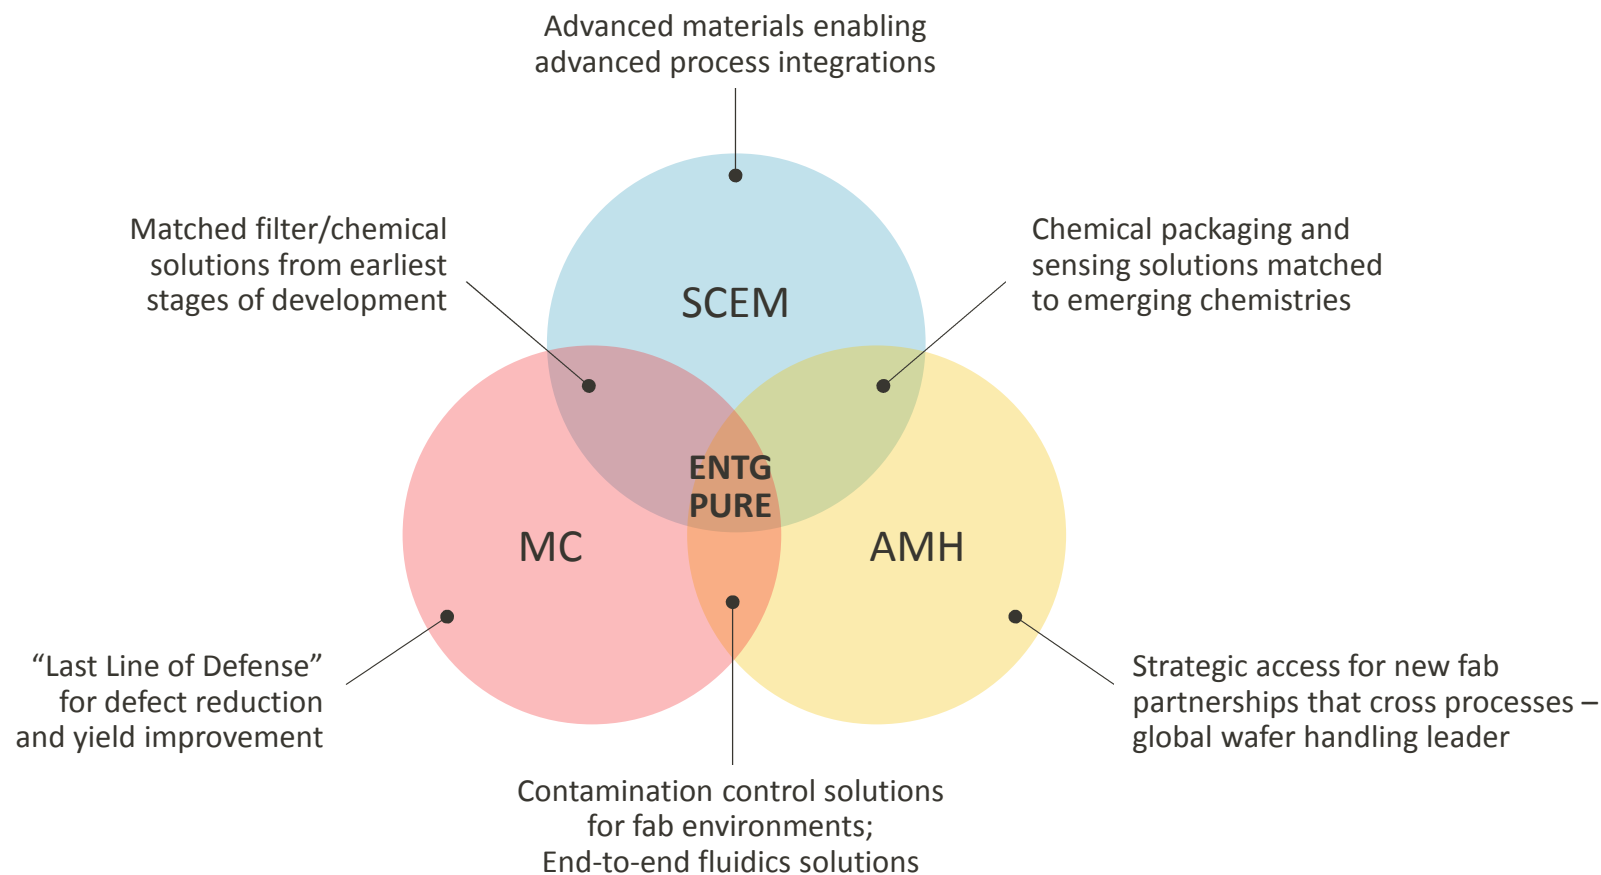 Advanced materials enabling
advanced process integrations
Matched filter/chemical
solutions from earliest
stages of development
Chemical packaging and
sensing solutions matched
to emerging chemistries
SCEM
ENTG
PURE
MC
AMH
“Last Line of Defense”
for defect reduction
and yield improvement
Strategic access for new fab
partnerships that cross processes –
global wafer handling leader
Contamination control solutions
for fab environments;
End-to-end fluidics solutions